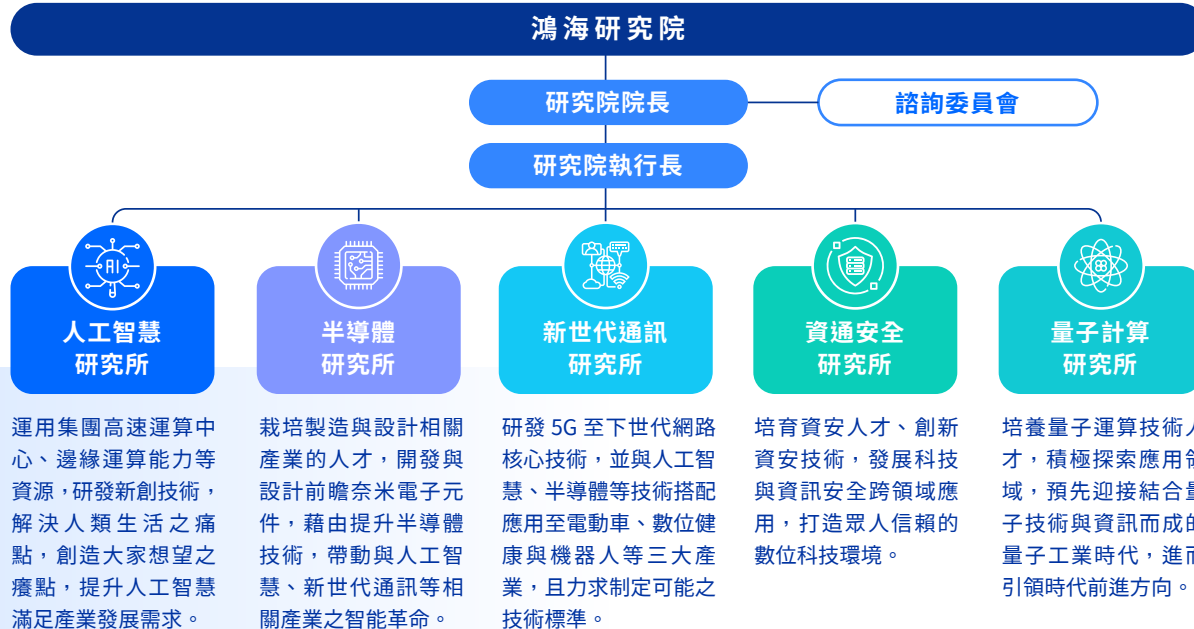 鴻海研究院
研究院院長
諮詢委員會
研究院執行長
AI
人工智慧
研究所
半導體
研究所
新世代通訊
研究所
資通安全
研究所
量子計算
研究所
運用集團高速運算中
心、邊緣運算能力等
資源，研發新創技術，
解決人類生活之痛
點，創造大家想望之
癢點，提升人工智慧
滿足產業發展需求。
栽培製造與設計相關
產業的人才，開發與
設計前瞻奈米電子元
件，藉由提升半導體
技術，帶動與人工智
慧、新世代通訊等相
關產業之智能革命。
研發 5G 至下世代網路
核心技術，並與人工智
慧、半導體等技術搭配
應用至電動車、數位健
康與機器人等三大產
業，且力求制定可能之
技術標準。
培育資安人才、創新
資安技術，發展科技
與資訊安全跨領域應
用，打造眾人信賴的
數位科技環境。
培養量子運算技術人
才，積極探索應用領
域，預先迎接結合量
子技術與資訊而成的
量子工業時代，進而
引領時代前進方向。